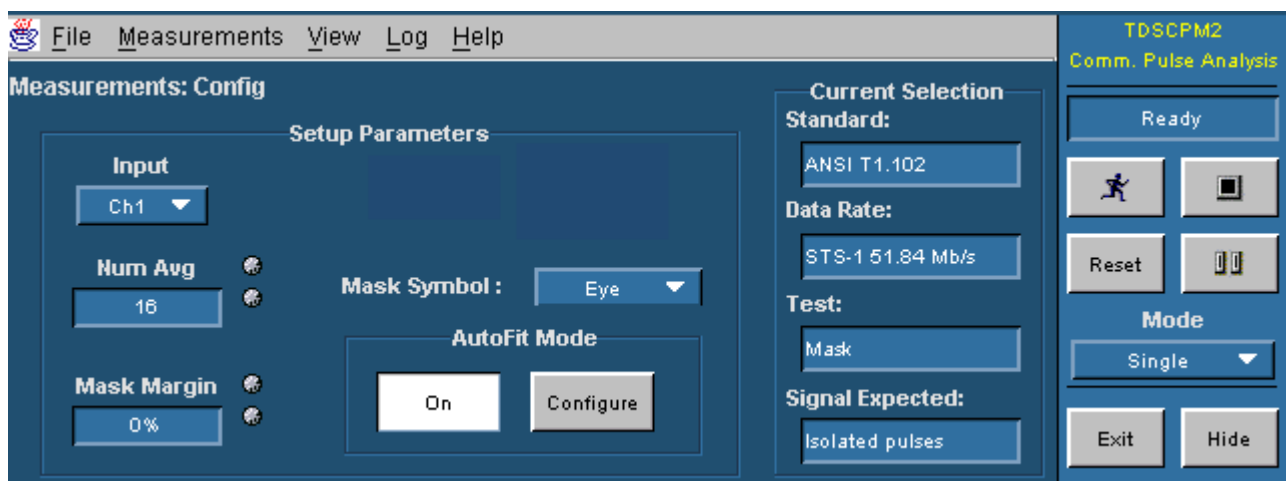 File Measurements View Log Help
TDSCPM2
Comm. Pulse Analysis
Measurements: Config
Setup Parameters
Input
Ch1
Num Avg
16
Mask Margin
0%
Mask Symbol :
Eye
AutoFit Mode
On
Configure
Current Selection
Standard:
ANSI T1.102
Data Rate:
STS-1 51.84 Mb/s
Test:
Mask
Signal Expected:
Isolated pulses
Ready
Reset
Mode
Single
Exit
Hide